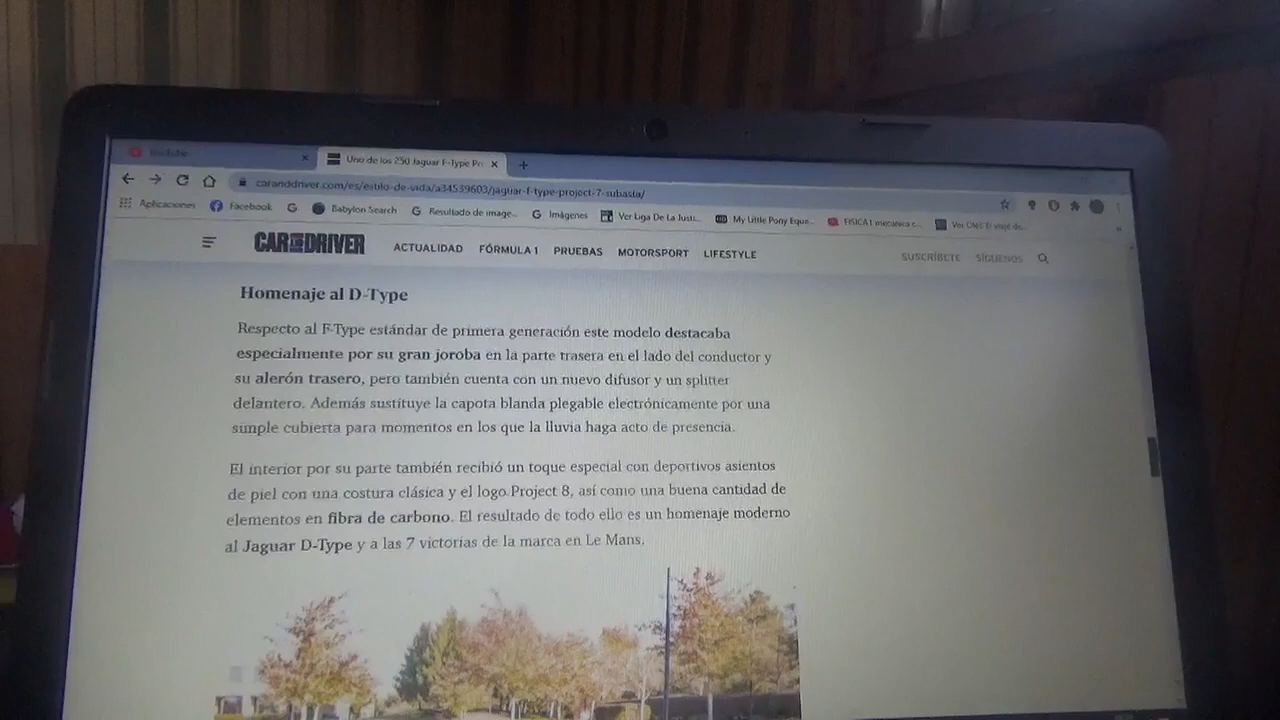 YouTube
Uno de los 250 Jaguar F-Type Pr
caranddriver.com/es/estilo-de-vida/a34539603/jaguar-f-type-project-7-subasta/
Aplicaciones Facebook Babylon Search Resultado de image... Imágenes Ver Liga De La Justi... My Little Pony Eque... FISICA I mecanica c...
CAR AND DRIVER ACTUALIDAD FÓRMULA 1 PRUEBAS MOTORSPORT LIFESTYLE SUSCRÍBETE SÍGUENOS
Homenaje al D-Type
Respecto al F-Type estándar de primera generación este modelo destacaba
especialmente por su gran joroba en la parte trasera en el lado del conductor y
su alerón trasero, pero también cuenta con un nuevo difusor y un splitter
delantero. Además sustituye la capota blanda plegable electrónicamente por una
simple cubierta para momentos en los que la lluvia haga acto de presencia.
El interior por su parte también recibió un toque especial con deportivos asientos
de piel con una costura clásica y el logo Project 8, así como una buena cantidad de
elementos en fibra de carbono. El resultado de todo ello es un homenaje moderno
al Jaguar D-Type y a las 7 victorias de la marca en Le Mans.